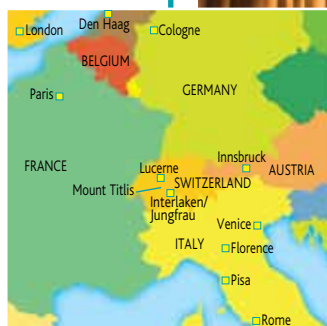 Den Haag
London
Cologne
BELGIUM
Paris
GERMANY
Innsbruck
FRANCE
Lucerne
AUSTRIA
Mount Titlis
SWITZERLAND
Interlaken/
Jungfrau
Venice
ITALY
Florence
Pisa
Rome